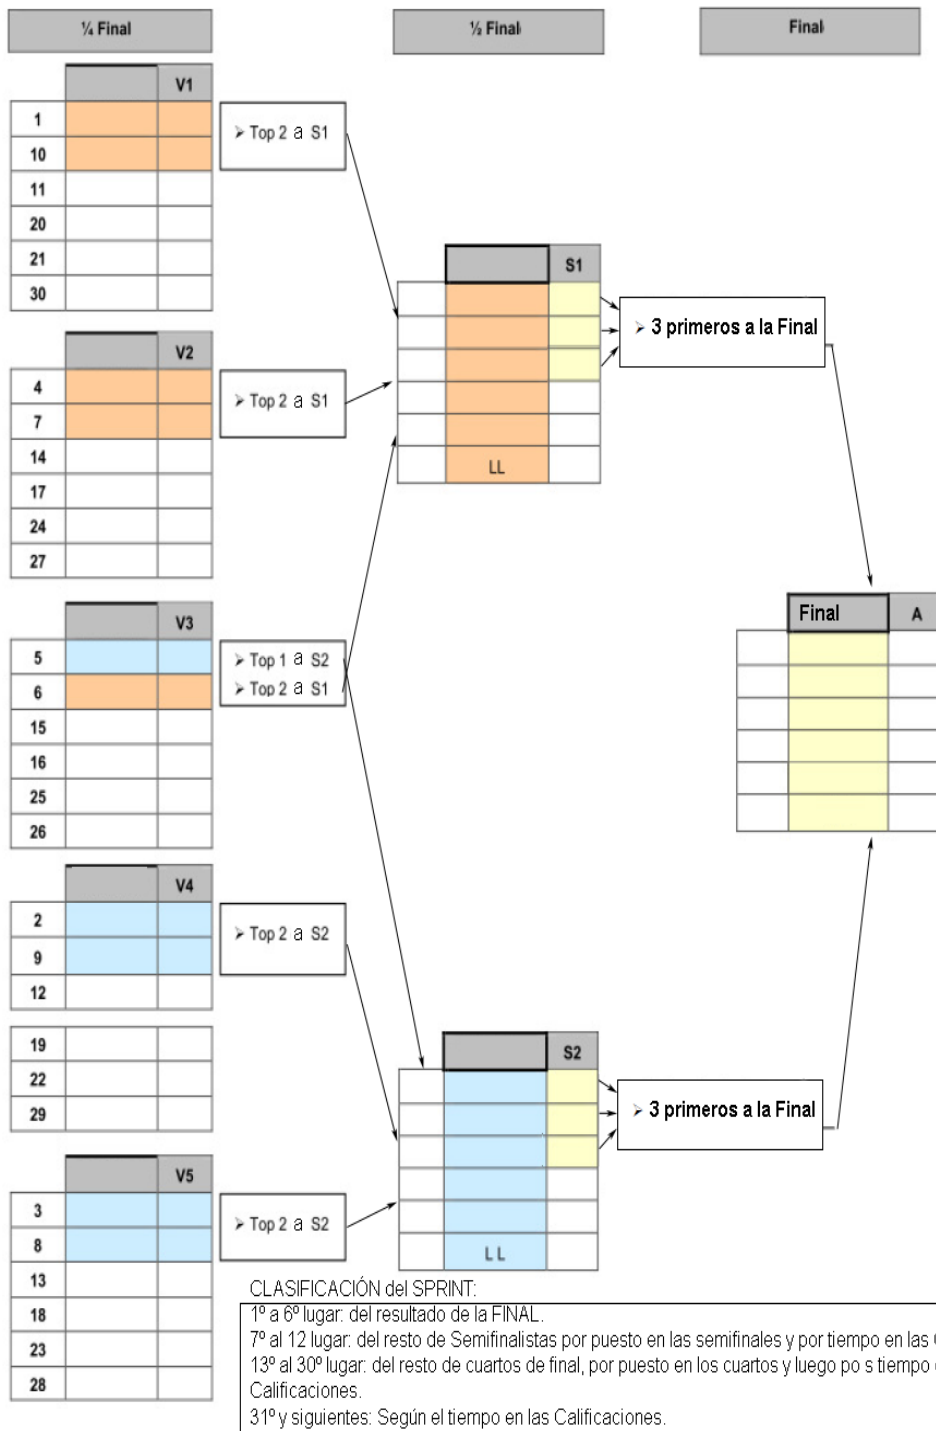 ¼ Final
½ Final
Final
V1
1
10
11
20
21
30
➢ Top 2 a S1
V2
4
7
14
17
24
27
➢ Top 2 a S1
V3
5
6
15
16
25
26
➢ Top 1 a S2
➢ Top 2 a S1
V4
2
9
12
19
22
29
➢ Top 2 a S2
V5
3
8
13
18
23
28
➢ Top 2 a S2
S1
LL
➢ 3 primeros a la Final
S2
L L
➢ 3 primeros a la Final
Final A
CLASIFICACIÓN del SPRINT:
1º a 6º lugar: del resultado de la FINAL.
7º al 12 lugar: del resto de Semifinalistas por puesto en las semifinales y por tiempo en las
13º al 30º lugar: del resto de cuartos de final, por puesto en los cuartos y luego po s tiempo
Calificaciones.
31º y siguientes: Según el tiempo en las Calificaciones.